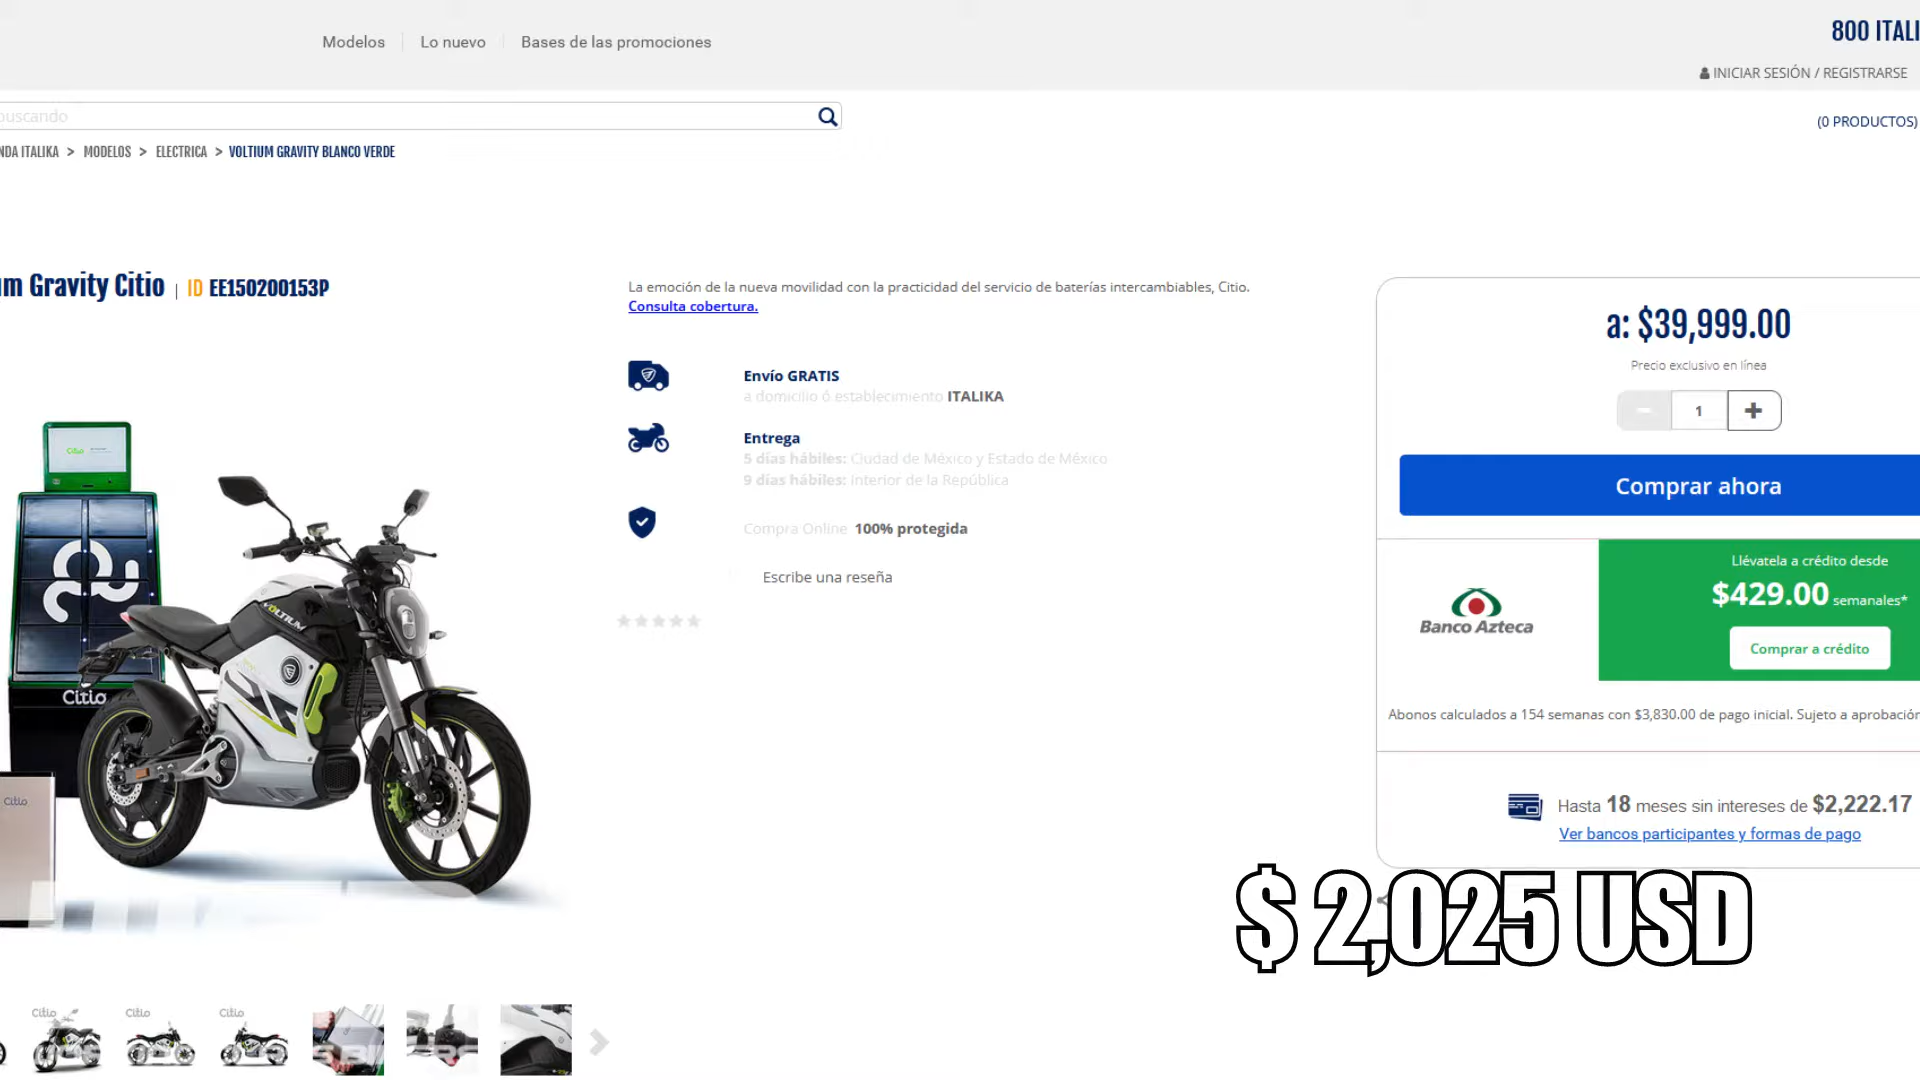 800 ITALI
Modelos
Lo nuevo
Bases de las promociones
INICIAR SESIÓN / REGISTRARSE
buscando
(0 PRODUCTOS)
NDA ITALIKA > MODELOS > ELECTRICA > VOLTIUM GRAVITY BLANCO VERDE
um Gravity Citio | ID EE150200153P
La emoción de la nueva movilidad con la practicidad del servicio de baterías intercambiables, Citio.
Consulta cobertura.
Envío GRATIS
a domicilio ó establecimiento ITALIKA
Entrega
5 días hábiles: Ciudad de México y Estado de México
9 días hábiles: Interior de la República
Compra Online 100% protegida
Escribe una reseña
a: $39,999.00
Precio exclusivo en línea
- 1 +
Comprar ahora
Banco Azteca
Llévatela a crédito desde
$429.00 semanales*
Comprar a crédito
Abonos calculados a 154 semanas con $3,830.00 de pago inicial. Sujeto a aprobación
Hasta 18 meses sin intereses de $2,222.17
Ver bancos participantes y formas de pago
$ 2,025 USD
Citio
VOLTIUM
Citio
Citio
Citio
Citio
Citio